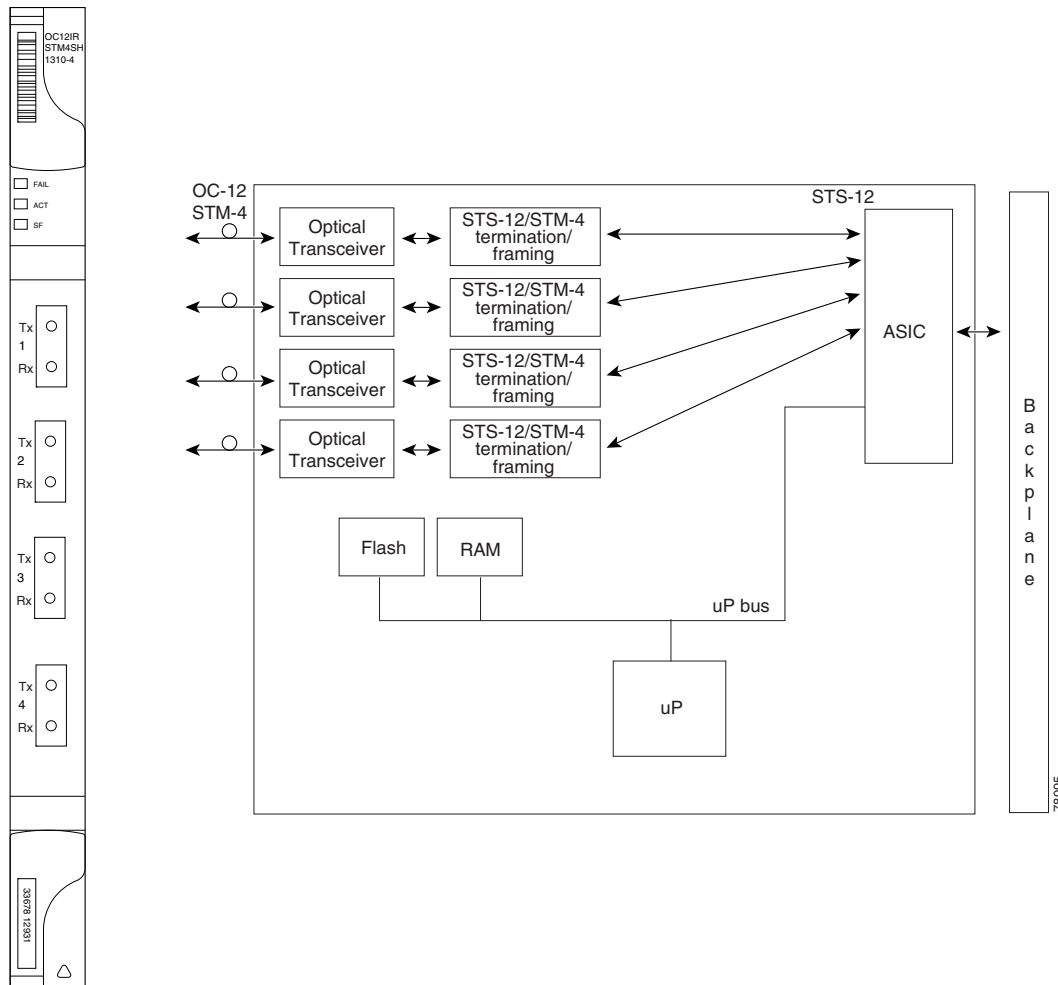 OC12IR
STM4SH
1310-4
FAIL
ACT
SF
Tx
1
Rx
Tx
2
Rx
Tx
3
Rx
Tx
4
Rx
33678 12931
OC-12
STM-4
STS-12
Optical
Transceiver
STS-12/STM-4
termination/
framing
Optical
Transceiver
STS-12/STM-4
termination/
framing
Optical
Transceiver
STS-12/STM-4
termination/
framing
Optical
Transceiver
STS-12/STM-4
termination/
framing
ASIC
Flash
RAM
uP bus
uP
Backplane
78095